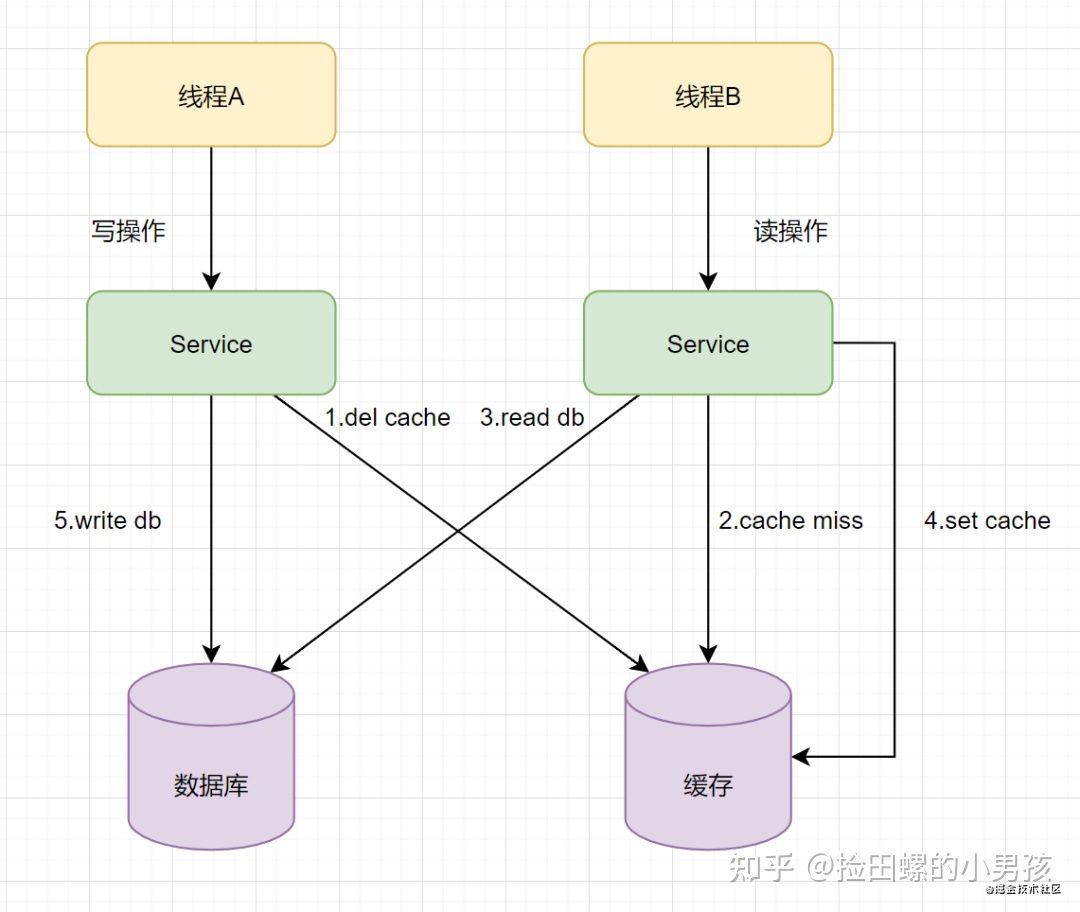 线程A
线程B
写操作
读操作
Service
Service
1.del cache
3.read db
5.write db
2.cache miss
4.set cache
数据库
缓存
知乎 @捡田螺的小男孩
@掘金技术社区